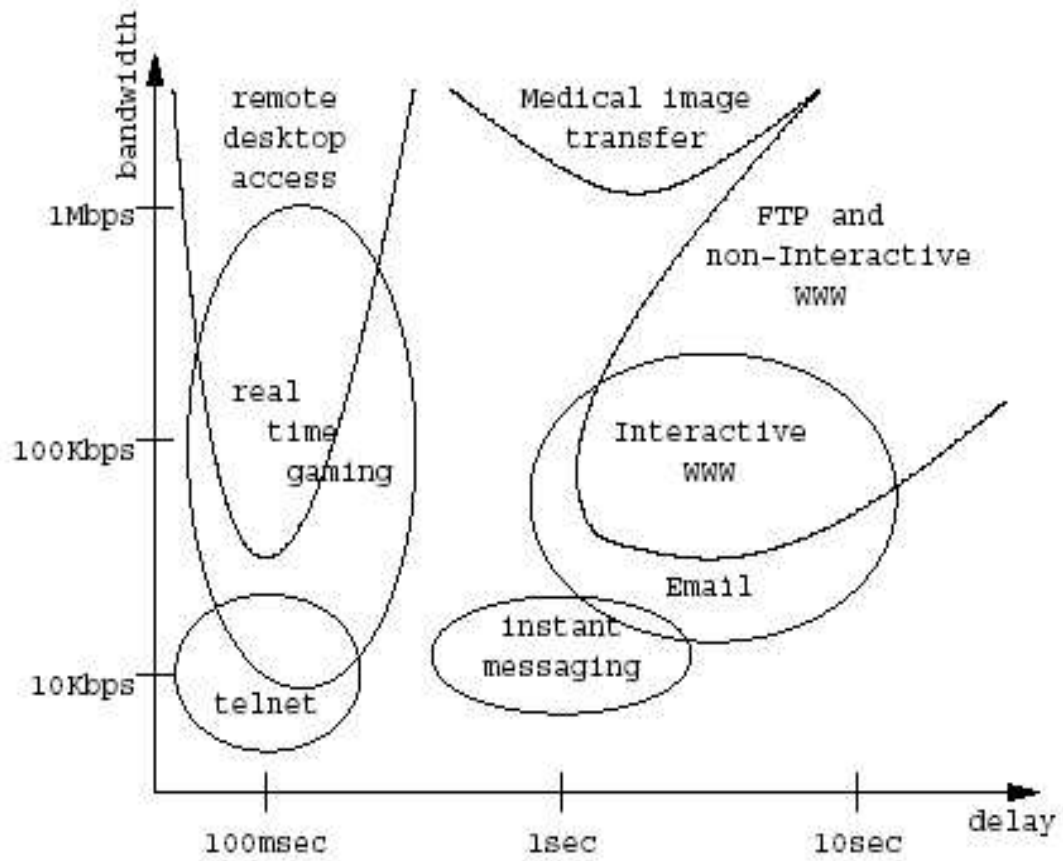 bandwidth
remote
desktop
access
Medical image
transfer
1Mbps
FTP and
non-Interactive
WWW
real
time
gaming
100Kbps
Interactive
WWW
Email
instant
messaging
10Kbps
telnet
delay
100msec
1sec
10sec